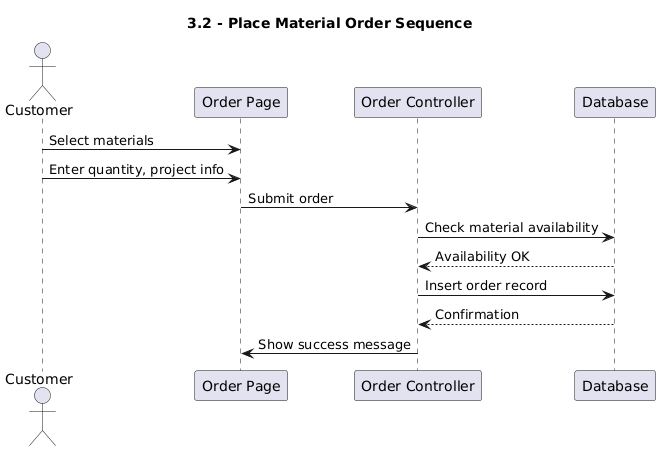 3.2 - Place Material Order Sequence
Customer
Order Page
Order Controller
Database
Select materials
Enter quantity, project info
Submit order
Check material availability
Availability OK
Insert order record
Confirmation
Show success message
Customer
Order Page
Order Controller
Database